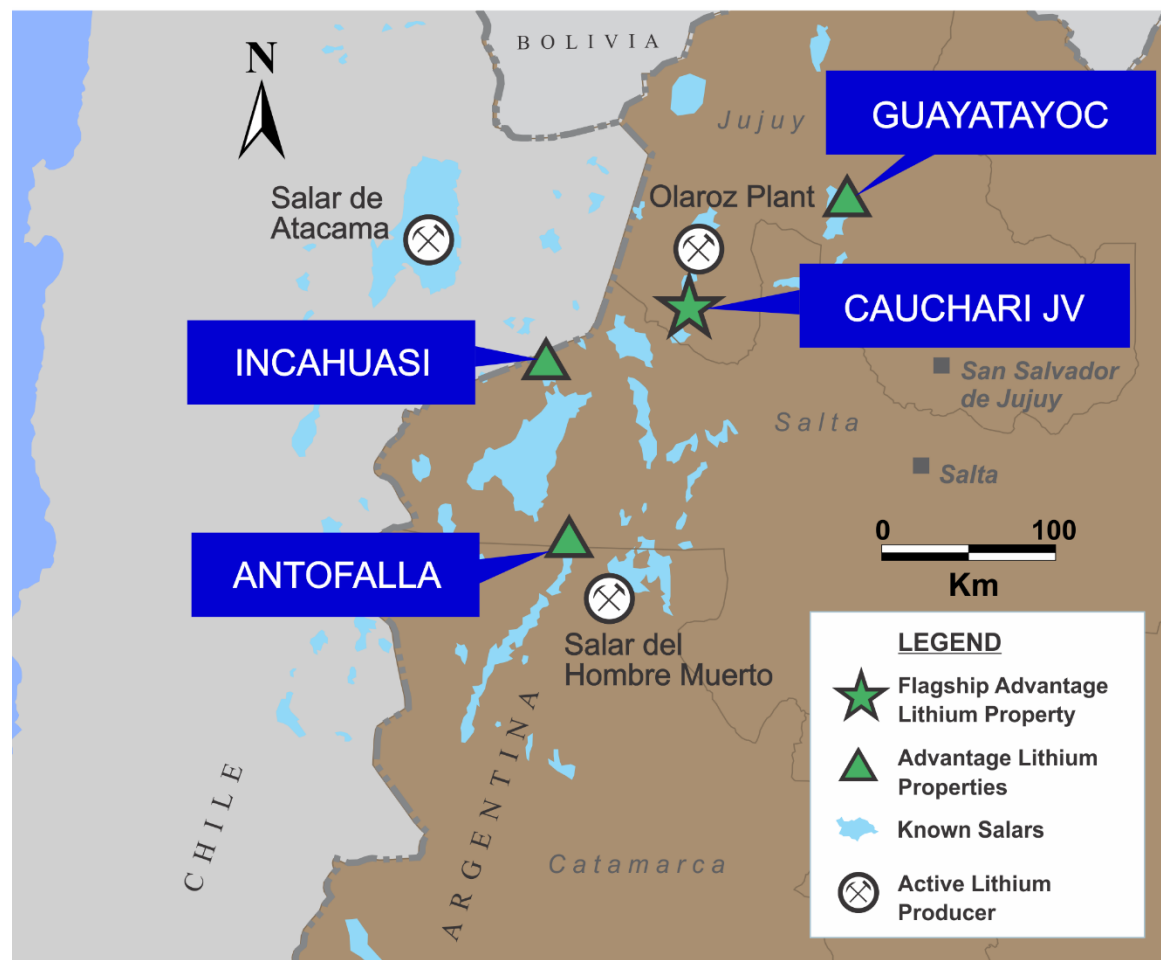 BOLIVIA
N
Jujuy
GUAYATAYOC
Salar de
Atacama
Olaroz Plant
CAUCHARI JV
INCAHUASI
San Salvador
de Jujuy
Salta
Salta
0 100
Km
ANTOFALLA
Salar del
Hombre Muerto
CHILE
ARGENTINA
Catamarca
LEGEND
Flagship Advantage
Lithium Property
Advantage Lithium
Properties
Known Salars
Active Lithium
Producer